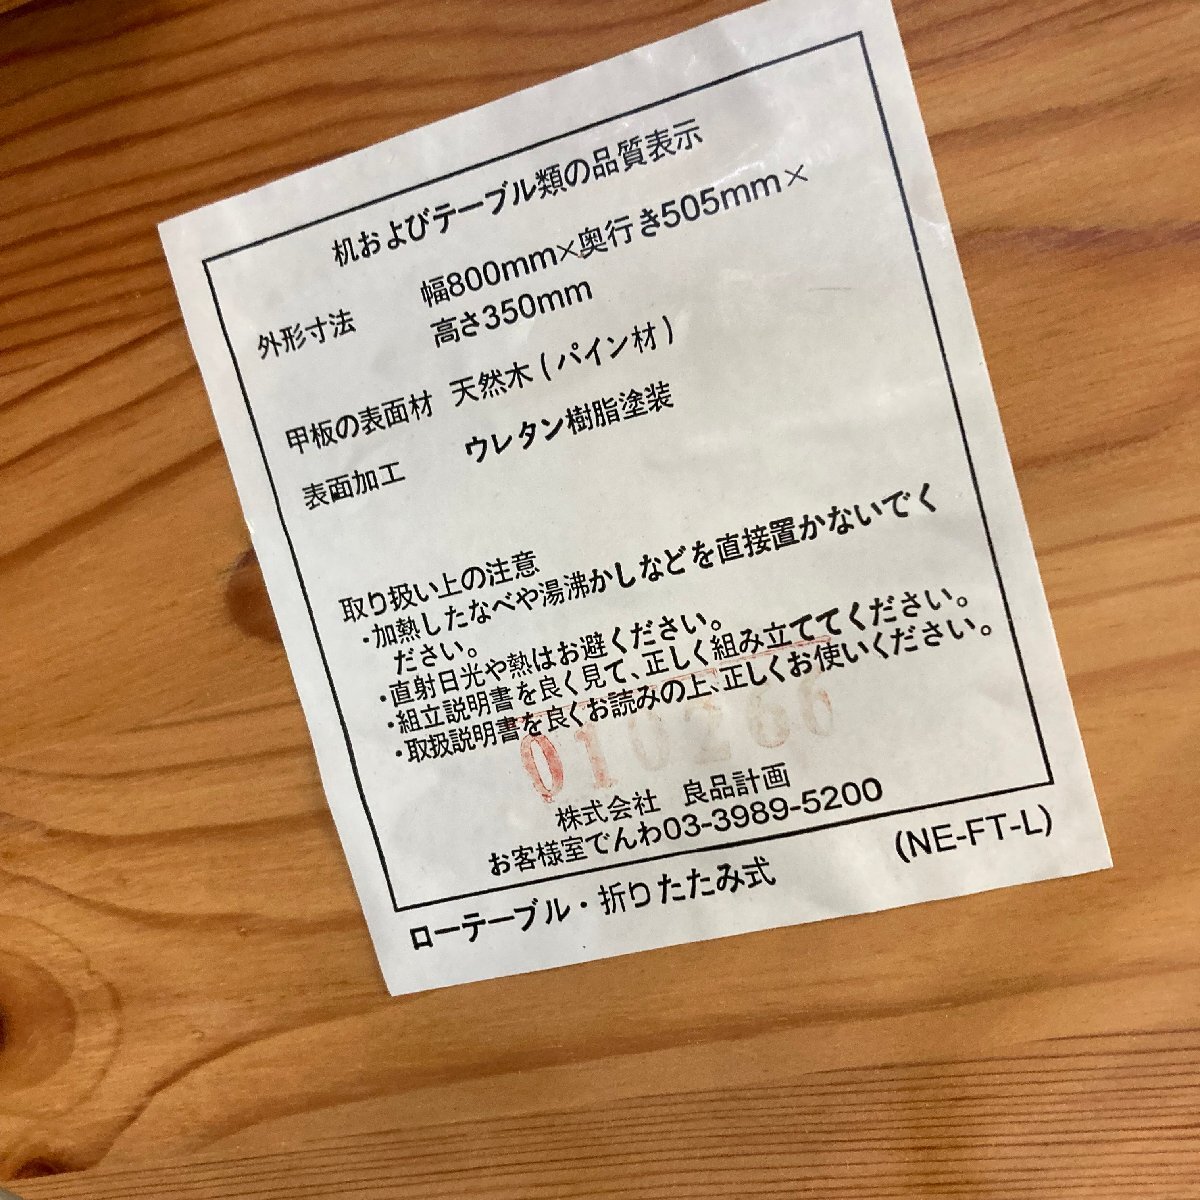 机およびテーブル類の品質表示
外形寸法 幅800mm×奥行き505mm×
高さ350mm
甲板の表面材 天然木(パイン材)
表面加工 ウレタン樹脂塗装
取り扱い上の注意
・加熱したなべや湯沸かしなどを直接置かないでく
ださい。
・直射日光や熱はお避けください。
・組立説明書を良く見て、正しく組み立ててください。
・取扱説明書を良くお読みの上、正しくお使いください。
010266
株式会社 良品計画
お客様室でんわ03-3989-5200
ローテーブル・折りたたみ式 (NE-FT-L)